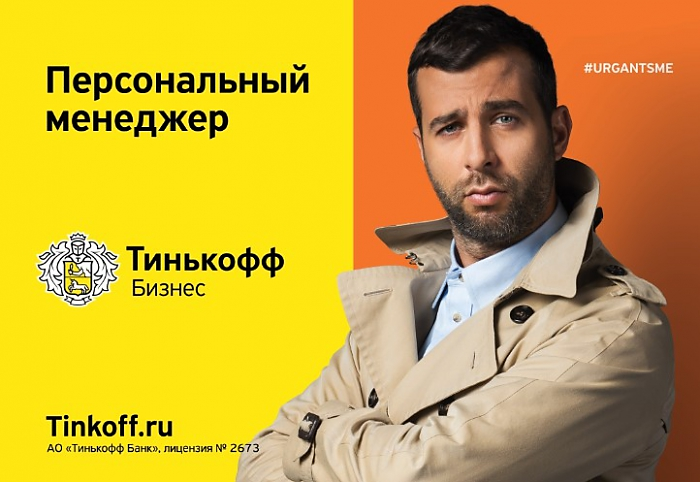 Персональный
менеджер
#URGANTSME
Тинькофф
Бизнес
Tinkoff.ru
АО «Тинькофф Банк», лицензия № 2673